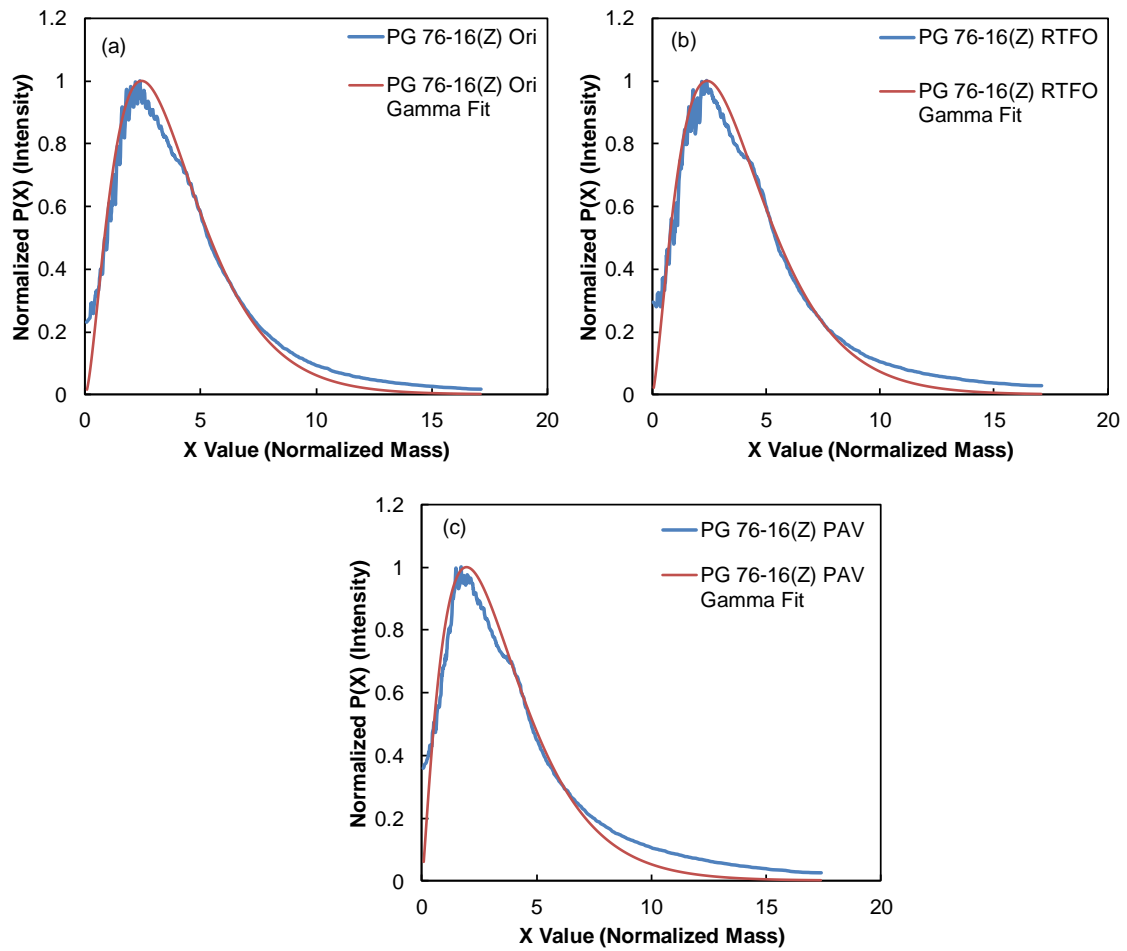 (a)
PG 76-16(Z) Ori
PG 76-16(Z) Ori
Gamma Fit
Normalized P(X) (Intensity)
1.2
1
0.8
0.6
0.4
0.2
0
0 5 10 15 20
X Value (Normalized Mass)
(b)
PG 76-16(Z) RTFO
PG 76-16(Z) RTFO
Gamma Fit
Normalized P(X) (Intensity)
1.2
1
0.8
0.6
0.4
0.2
0
0 5 10 15 20
X Value (Normalized Mass)
(c)
PG 76-16(Z) PAV
PG 76-16(Z) PAV
Gamma Fit
Normalized P(X) (Intensity)
1.2
1
0.8
0.6
0.4
0.2
0
0 5 10 15 20
X Value (Normalized Mass)